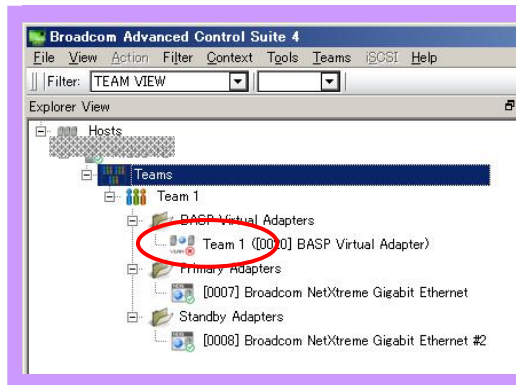 Broadcom Advanced Control Suite 4
File View Action Filter Context Tools Teams iSCSI Help
Filter: TEAM VIEW
Explorer View
Hosts
Teams
Team 1
BASP Virtual Adapters
Team 1 ([0020] BASP Virtual Adapter)
Primary Adapters
[0007] Broadcom NetXtreme Gigabit Ethernet
Standby Adapters
[0008] Broadcom NetXtreme Gigabit Ethernet #2